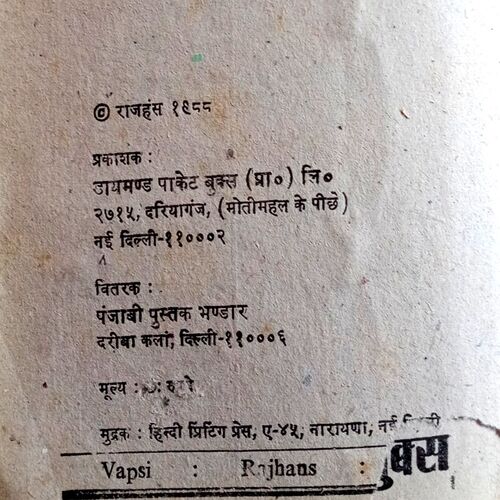 © राजहंस १९८८
प्रकाशक :
डायमण्ड पाकेट बुक्स (प्रा०) लि०
२७१५, दरियागंज, (मोतीमहल के पीछे)
नई दिल्ली-११०००२
वितरक :
पंजाबी पुस्तक भण्डार
दरीबा कलां, दिल्ली-११०००६
मूल्य :
मुद्रक : हिन्दी प्रिंटिग प्रेस, ए-४५, नारायणा, नई दिल्ली
Vapsi : Rajhans :
बुक्स